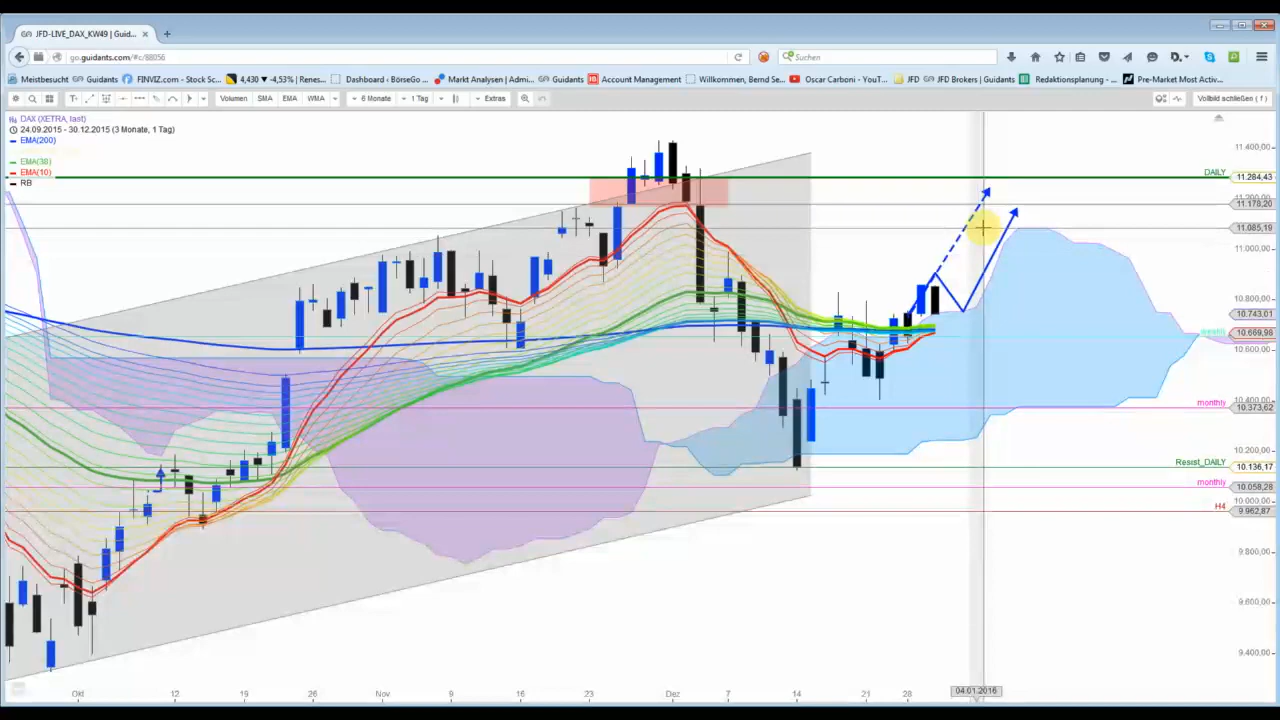 JFD-LIVE_DAX_KW49 | Guid...
go.guidants.com/#c/88056
Suchen
Meistbesucht Guidants FINVIZ.com - Stock Sc... 4,430 ▼ -4,53% | Renes... Dashboard ‹ BörseGo ... Markt Analysen | Admi... Guidants Account Management Willkommen, Bernd Se... Oscar Carboni - YouT... JFD JFD Brokers | Guidants Redaktionsplanung - ... Pre-Market Most Activ...
Volumen SMA EMA WMA 6 Monate 1 Tag Extras Vollbild schließen ( f )
DAX (XETRA, last)
24.09.2015 - 30.12.2015 (3 Monate, 1 Tag)
EMA(200)
EMA(38)
EMA(10)
RB
11.400,00
DAILY 11.284,43
11.178,20
11.085,19
11.000,00
10.800,00
10.743,01
10.669,98
10.600,00
monthly 10.373,62
10.400,00
10.200,00
Resist_DAILY 10.136,17
monthly 10.058,28
10.000,00
H4 9.962,87
9.800,00
9.600,00
9.400,00
Okt 12 19 26 Nov 9 16 23 Dez 7 14 21 28 04.01.2016